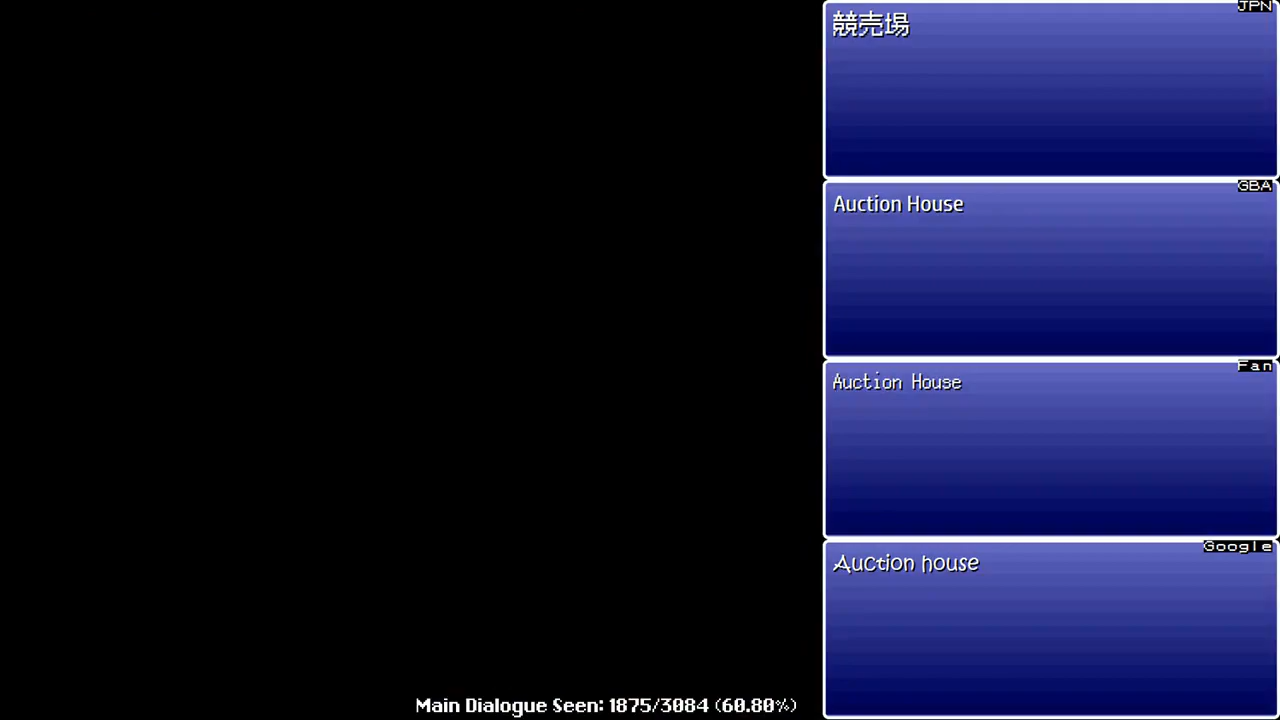 JPN
競売場
GBA
Auction House
Fan
Auction House
Google
Auction house
Main Dialogue Seen: 1875/3084 (60.80%)